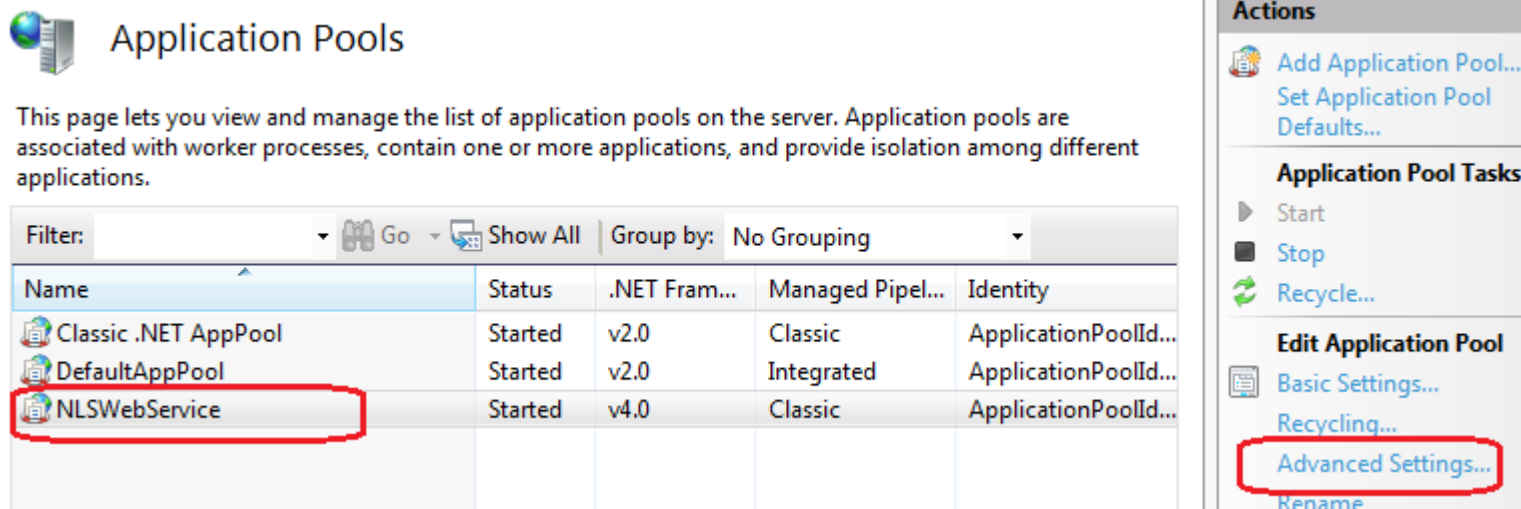 Application Pools
This page lets you view and manage the list of application pools on the server. Application pools are
associated with worker processes, contain one or more applications, and provide isolation among different
applications.
Filter: Go Show All Group by: No Grouping
Name Status .NET Fram... Managed Pipel... Identity
Classic .NET AppPool Started v2.0 Classic ApplicationPoolId...
DefaultAppPool Started v2.0 Integrated ApplicationPoolId...
NLSWebService Started v4.0 Classic ApplicationPoolId...
Actions
Add Application Pool...
Set Application Pool
Defaults...
Application Pool Tasks
Start
Stop
Recycle...
Edit Application Pool
Basic Settings...
Recycling...
Advanced Settings...
Rename